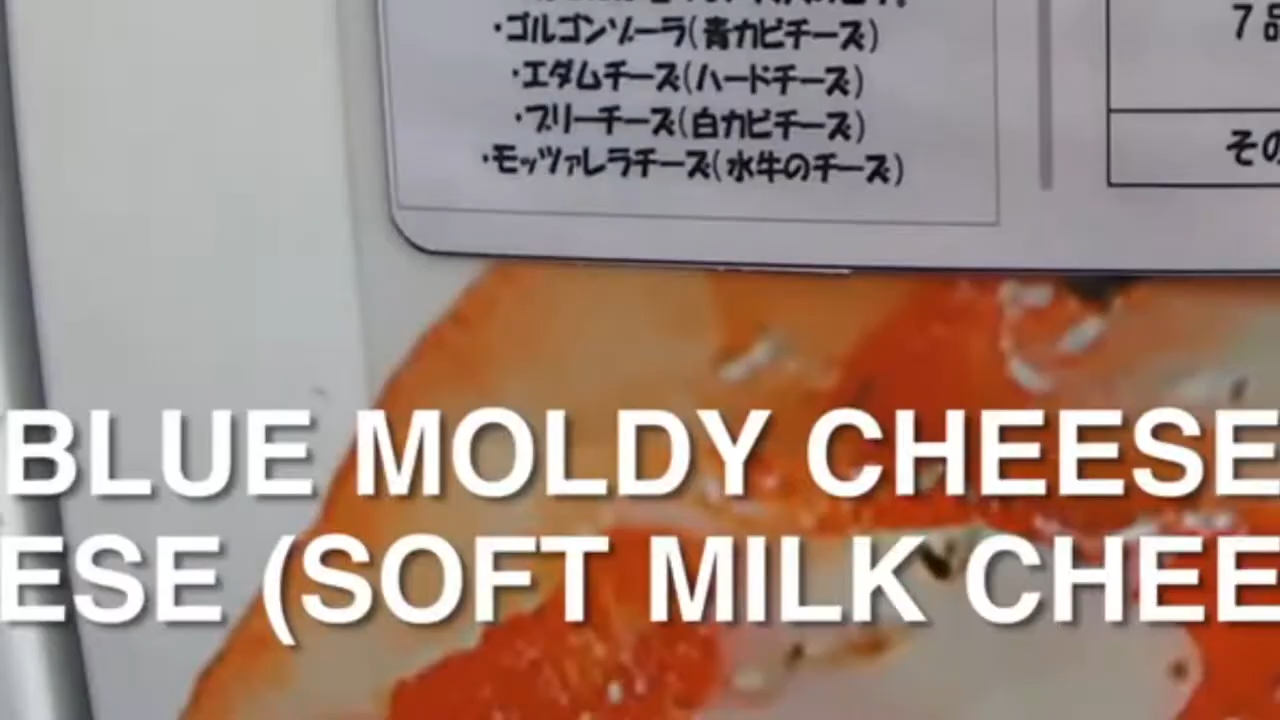 ・ゴルゴンゾーラ(青カビチーズ)
・エダムチーズ(ハードチーズ)
・ブリーチーズ(白カビチーズ)
・モッツァレラチーズ(水牛のチーズ)
7品
その
BLUE MOLDY CHEESE
ESE (SOFT MILK CHEE